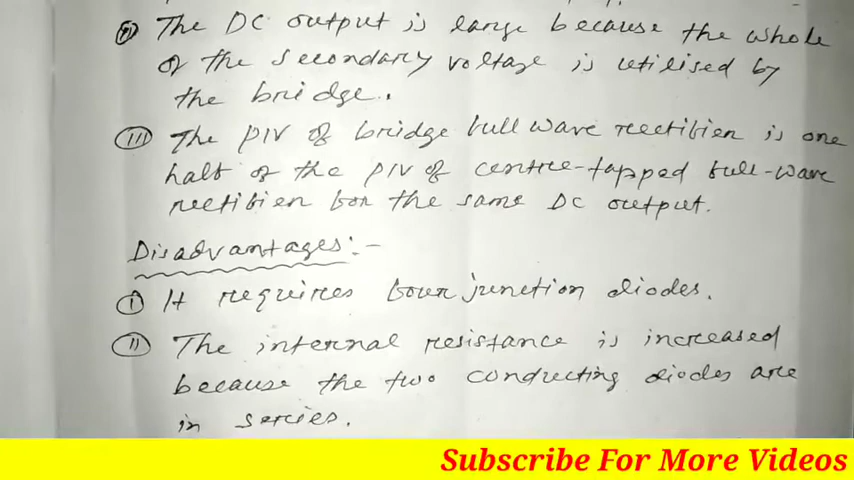 (ii) The DC output is large because the whole
of the secondary voltage is utilised by
the bridge.
(iii) The PIV of bridge full wave rectifier is one
half of the PIV of centre-tapped full-wave
rectifier for the same DC output.
Disadvantages:-
(i) It requires four junction diodes.
(ii) The internal resistance is increased
because the two conducting diodes are
in series.
Subscribe For More Videos